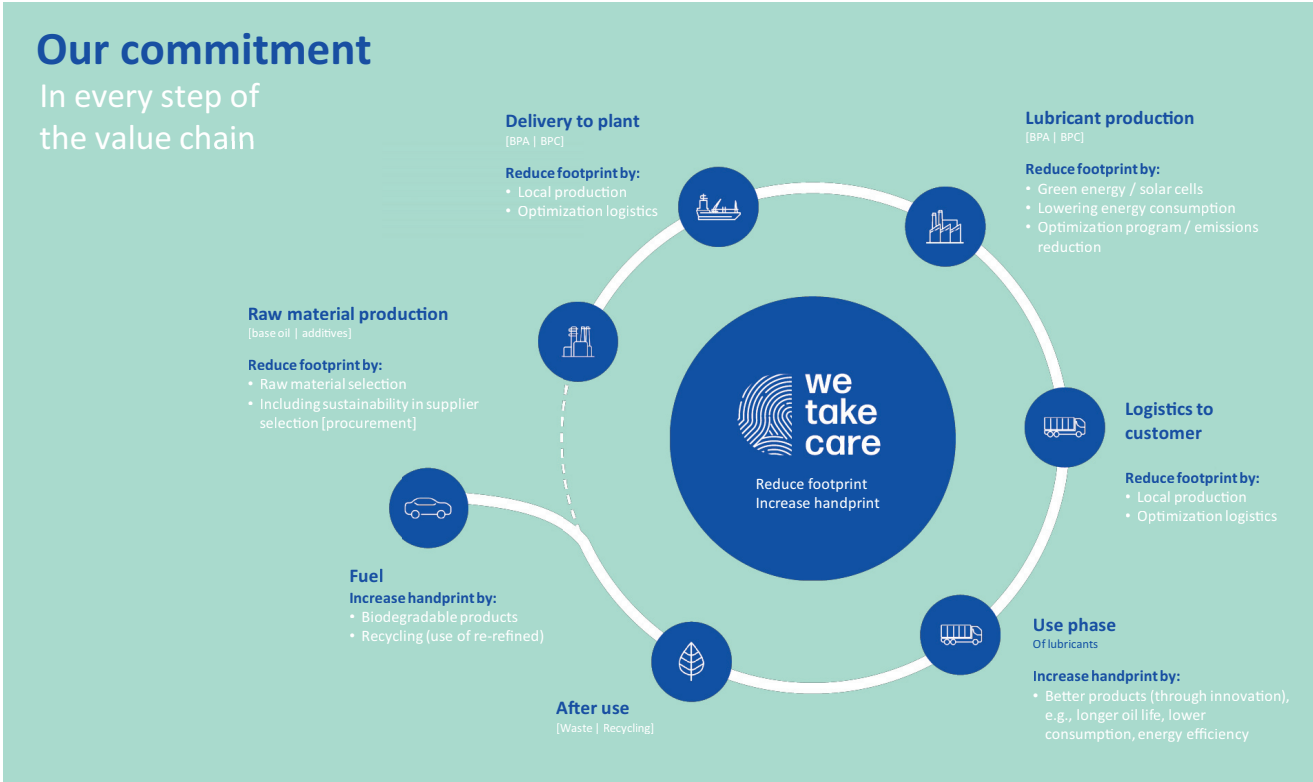 Our commitment
In every step of
the value chain
Delivery to plant
[BPA | BPC]
Reduce footprint by:
• Local production
• Optimization logistics
Lubricant production
[BPA | BPC]
Reduce footprint by:
• Green energy / solar cells
• Lowering energy consumption
• Optimization program / emissions
reduction
Raw material production
[base oil | additives]
Reduce footprint by:
• Raw material selection
• Including sustainability in supplier
selection [procurement]
we
take
care
Reduce footprint
Increase handprint
Logistics to
customer
Reduce footprint by:
• Local production
• Optimization logistics
Fuel
Increase handprint by:
• Biodegradable products
• Recycling (use of re-refined)
Use phase
Of lubricants
Increase handprint by:
• Better products (through innovation),
e.g., longer oil life, lower
consumption, energy efficiency
After use
[Waste | Recycling]